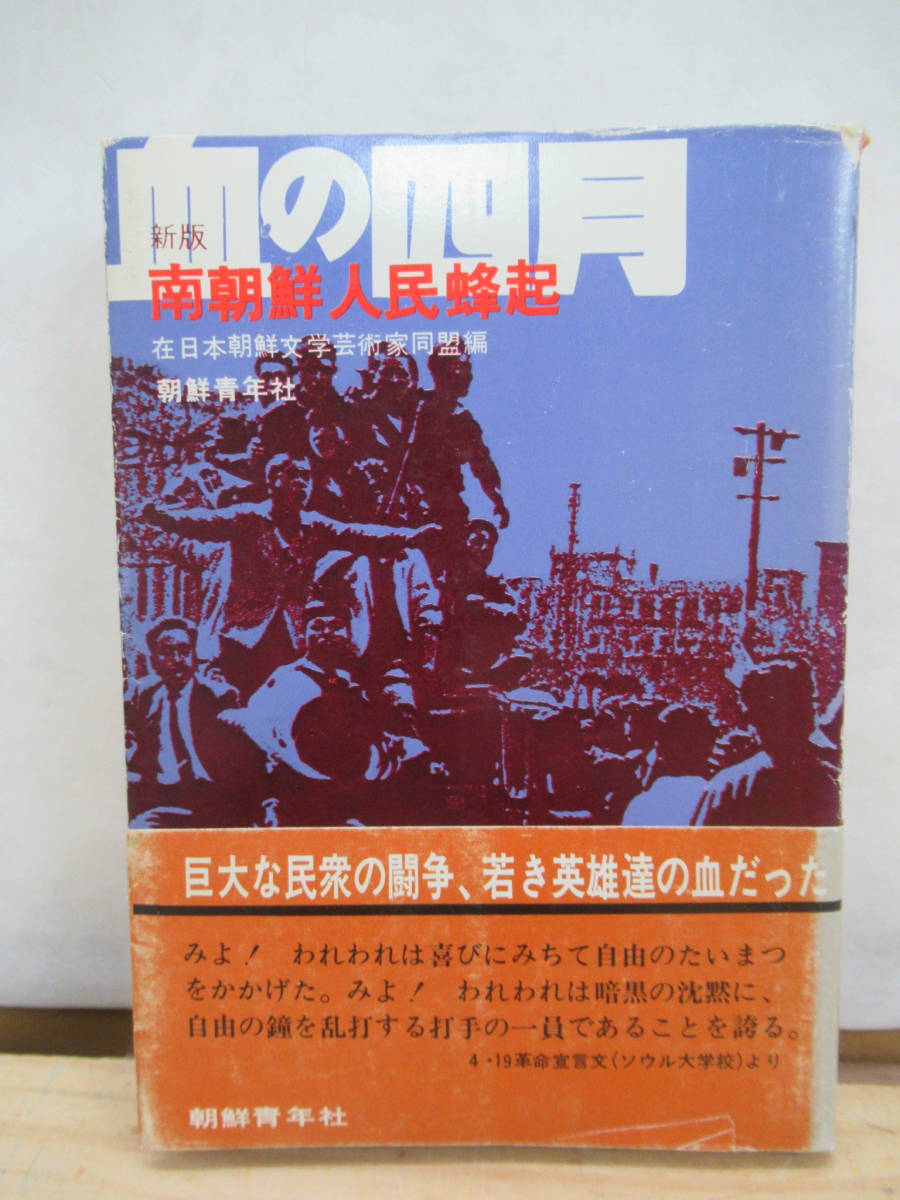 血の四月
新版
南朝鮮人民蜂起
在日本朝鮮文学芸術家同盟編
朝鮮青年社
巨大な民衆の闘争、若き英雄達の血だった
みよ！ われわれは喜びにみちて自由のたいまつ
をかかげた。みよ！ われわれは暗黒の沈黙に、
自由の鐘を乱打する打手の一員であることを誇る。
4・19革命宣言文(ソウル大学校)より
朝鮮青年社